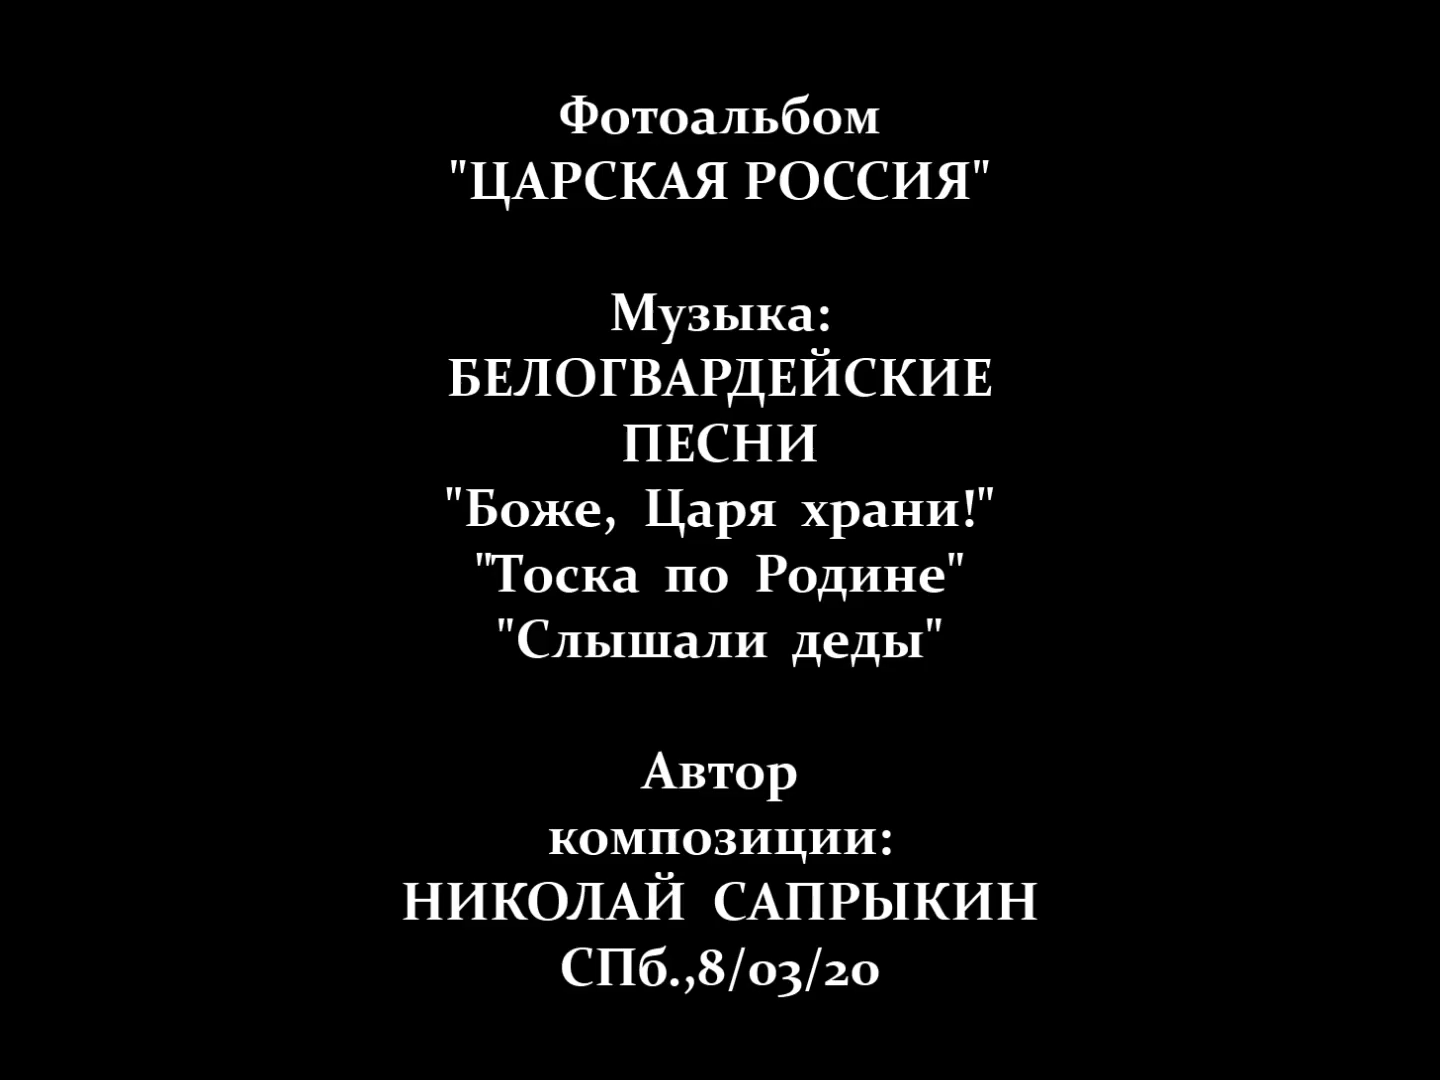 Фотоальбом
"ЦАРСКАЯ РОССИЯ"
Музыка:
БЕЛОГВАРДЕЙСКИЕ
ПЕСНИ
"Боже, Царя храни!"
"Тоска по Родине"
"Слышали деды"
Автор
композиции:
НИКОЛАЙ САПРЫКИН
СПб.,8/03/20